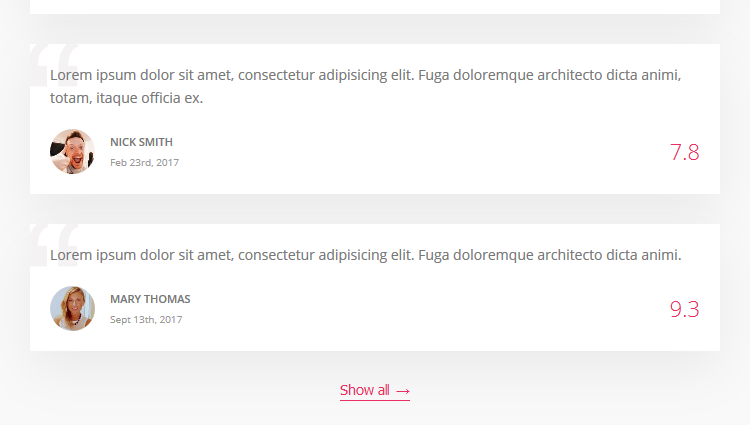 Lorem ipsum dolor sit amet, consectetur adipisicing elit. Fuga doloremque architecto dicta animi,
totam, itaque officia ex.
NICK SMITH
Feb 23rd, 2017
7.8
Lorem ipsum dolor sit amet, consectetur adipisicing elit. Fuga doloremque architecto dicta animi.
MARY THOMAS
Sept 13th, 2017
9.3
Show all →